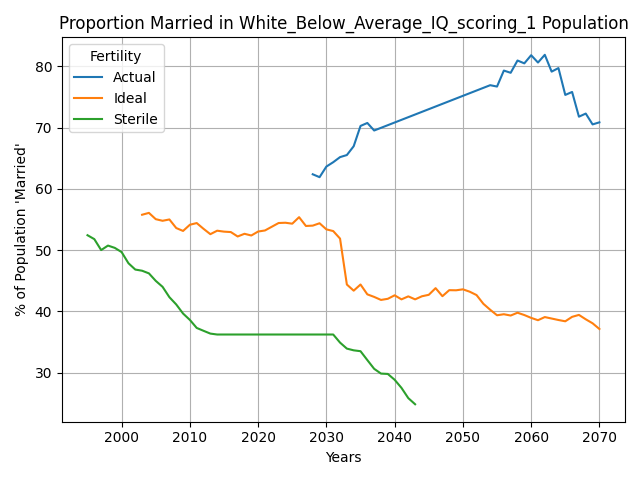 Proportion Married in White_Below_Average_IQ_scoring_1 Population
% of Population 'Married'
Fertility
Actual
Ideal
Sterile
80
70
60
50
40
30
2000 2010 2020 2030 2040 2050 2060 2070
Years